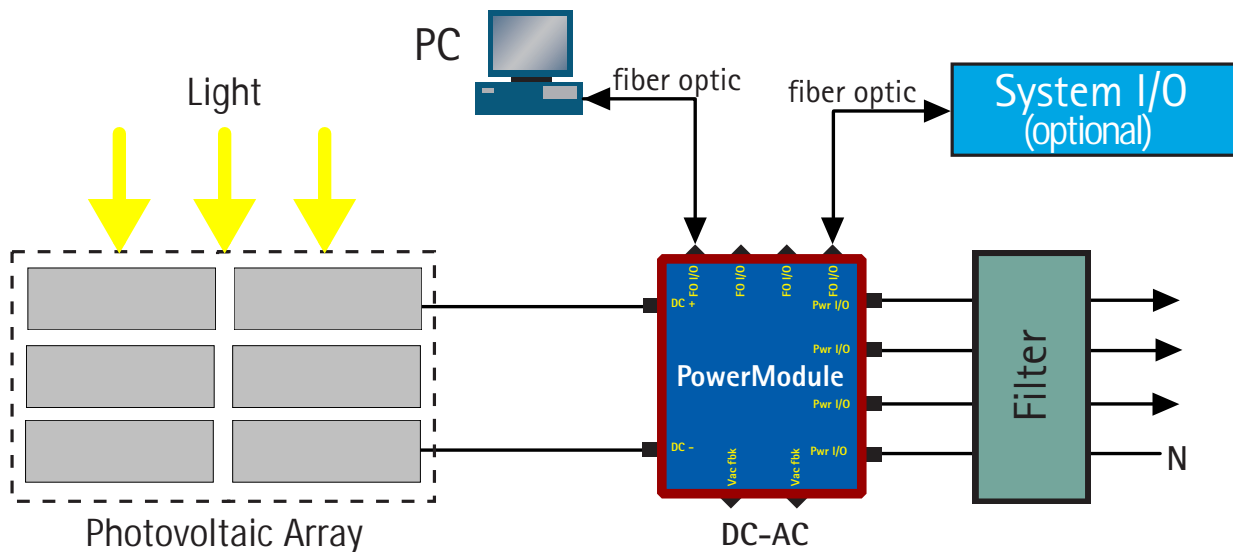 PC
Light
fiber optic
fiber optic
System I/O
(optional)
FO I/O
FO I/O
FO I/O
FO I/O
DC +
Pwr I/O
Pwr I/O
PowerModule
Pwr I/O
DC -
Pwr I/O
Vac fbk
Vac fbk
Filter
N
Photovoltaic Array
DC-AC